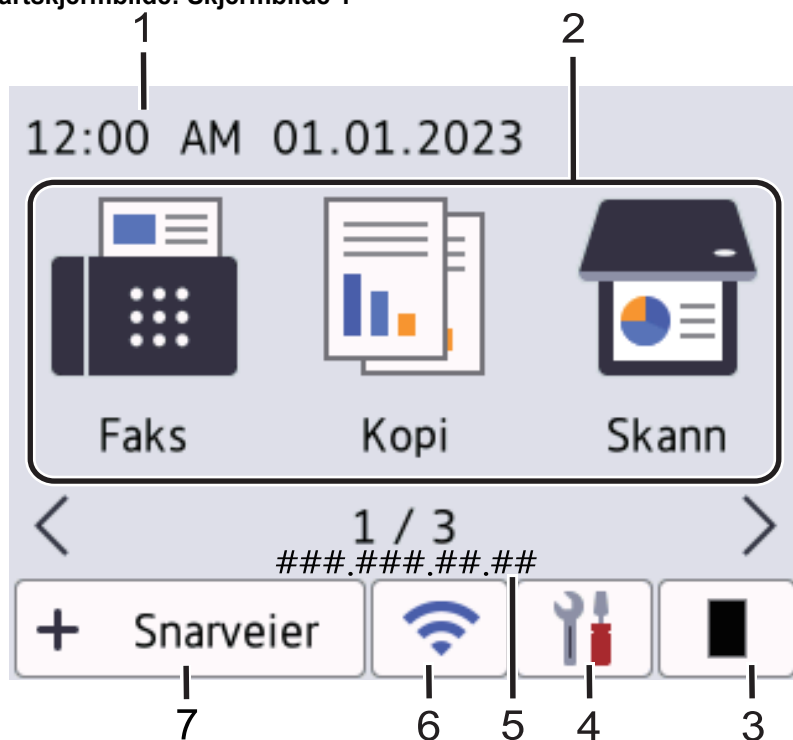 1 2
12:00 AM 01.01.2023
Faks Kopi Skann
1 / 3
###.###.##.##
+ Snarveier
7 6 5 4 3